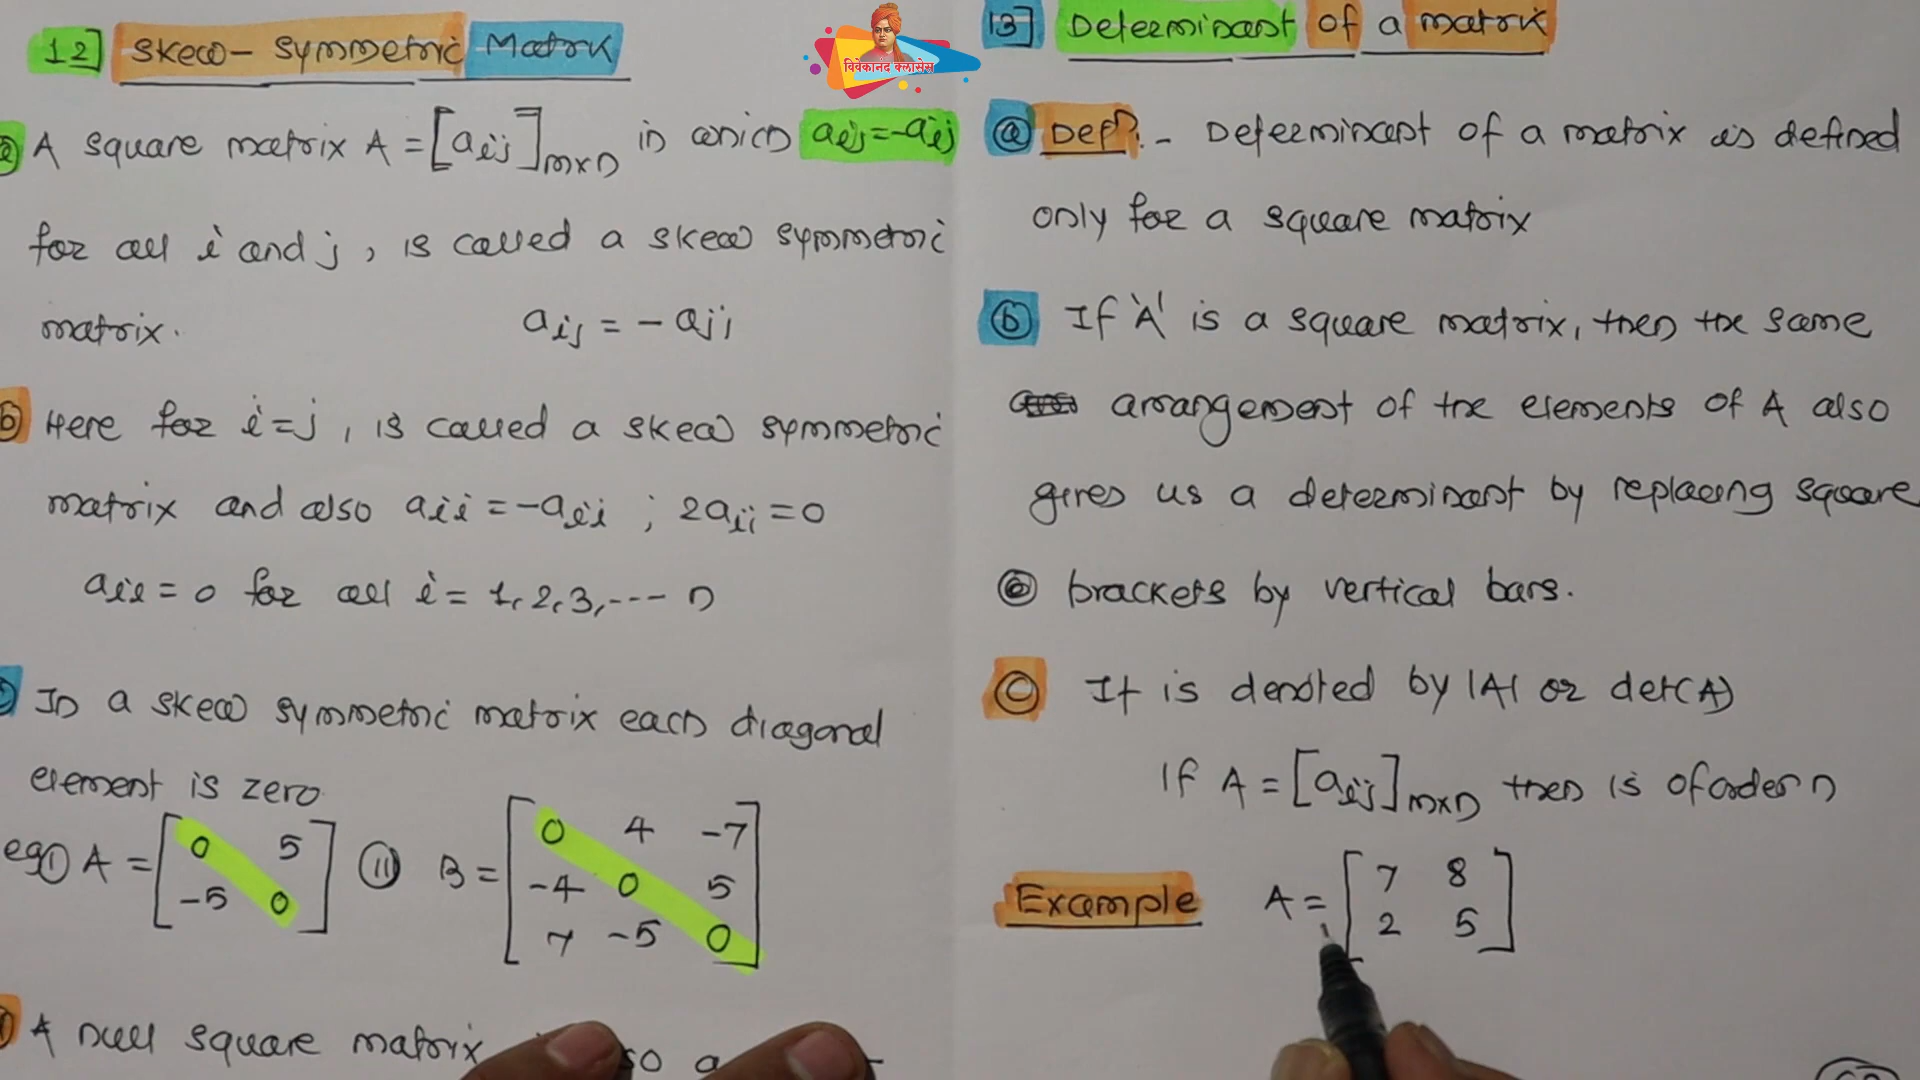 12] Skew-Symmetric Matrix
A square matrix A = [aij]m×n in which aij=-aij
for all i and j, is called a skew symmetric
matrix. aij = -aji
b Here for i=j, is called a skew symmetric
matrix and also aii = -aii ; 2aii = 0
aii = 0 for all i = 1,2,3,---- n
In a skew symmetric matrix each diagonal
element is zero
eg ① A = [ 0 5
-5 0 ]
⑪ B = [ 0 4 -7
-4 0 5
7 -5 0 ]
A null square matrix
विवेकानंद क्लासेस
13] Determinant of a matrix
ⓐ Defn. - Determinant of a matrix is defined
only for a square matrix
ⓑ If 'A' is a square matrix, then the same
arrangement of the elements of A also
gives us a determinant by replacing square
brackets by vertical bars.
ⓒ It is denoted by |A| or det(A)
If A = [aij]m×n then is of order n
Example A = [ 7 8
2 5 ]